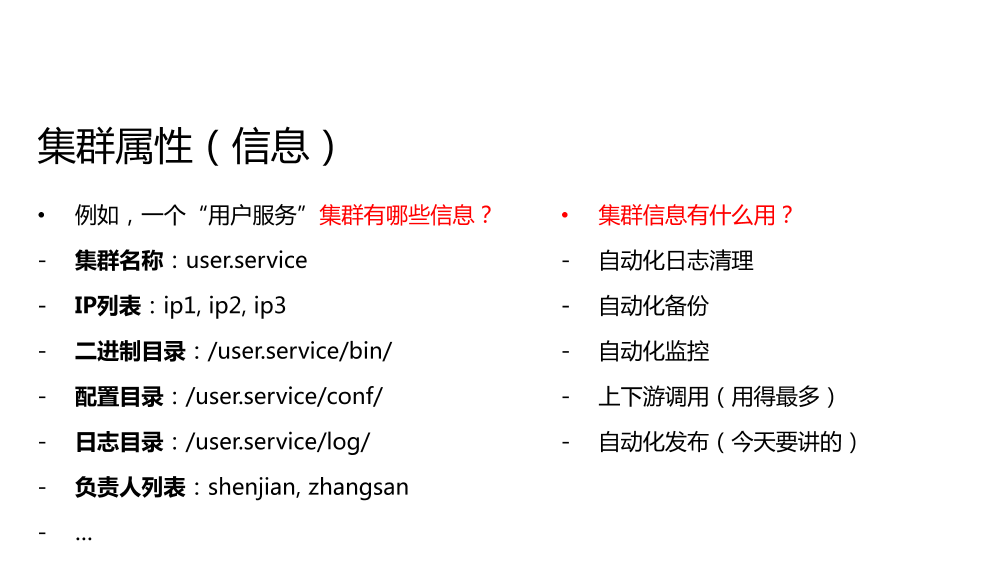 集群属性（信息）
• 例如，一个“用户服务”集群有哪些信息？
- 集群名称：user.service
- IP列表：ip1, ip2, ip3
- 二进制目录：/user.service/bin/
- 配置目录：/user.service/conf/
- 日志目录：/user.service/log/
- 负责人列表：shenjian, zhangsan
- ...
• 集群信息有什么用？
- 自动化日志清理
- 自动化备份
- 自动化监控
- 上下游调用（用得最多）
- 自动化发布（今天要讲的）